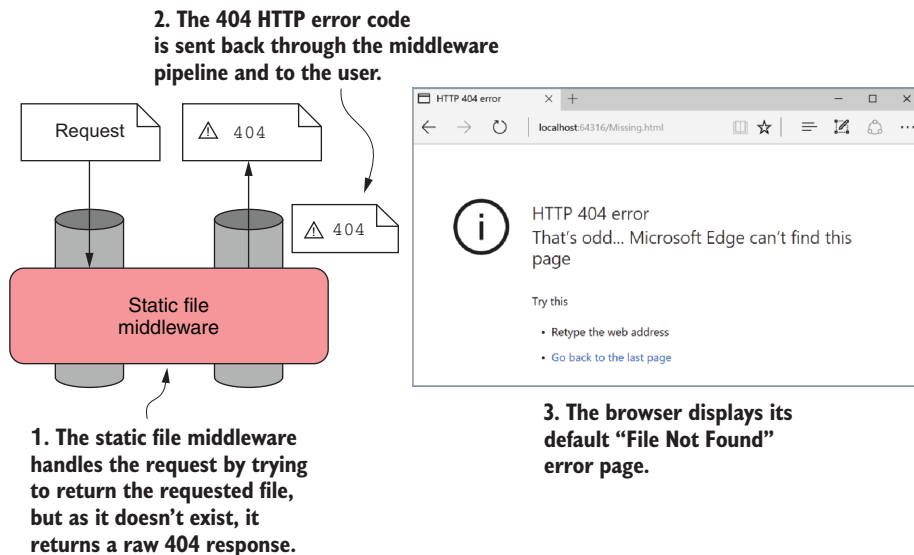 2. The 404 HTTP error code
is sent back through the middleware
pipeline and to the user.
Request
⚠ 404
⚠ 404
Static file
middleware
1. The static file middleware
handles the request by trying
to return the requested file,
but as it doesn't exist, it
returns a raw 404 response.
HTTP 404 error
localhost:64316/Missing.html
HTTP 404 error
That's odd... Microsoft Edge can't find this
page
Try this
• Retype the web address
• Go back to the last page
3. The browser displays its
default “File Not Found”
error page.